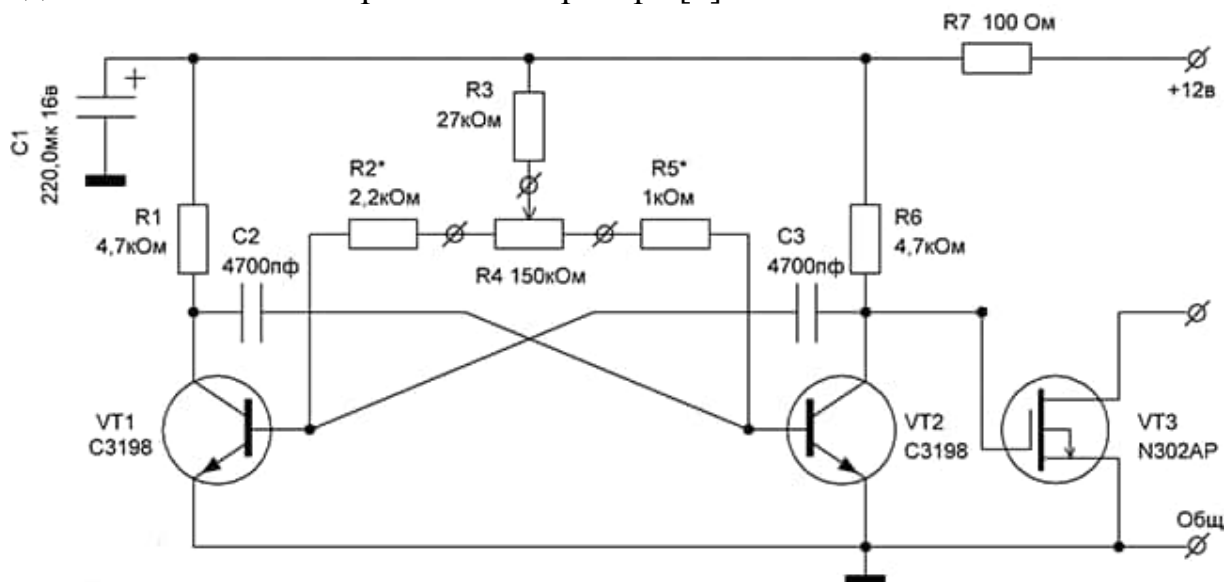 R7 100 Ом
+12в
C1
220,0мк 16в
+
R3
27кОм
R2*
2,2кОм
R5*
1кОм
R1
4,7кОм
C2
4700пф
R4 150кОм
C3
4700пф
R6
4,7кОм
VT1
C3198
VT2
C3198
VT3
N302AP
Общ